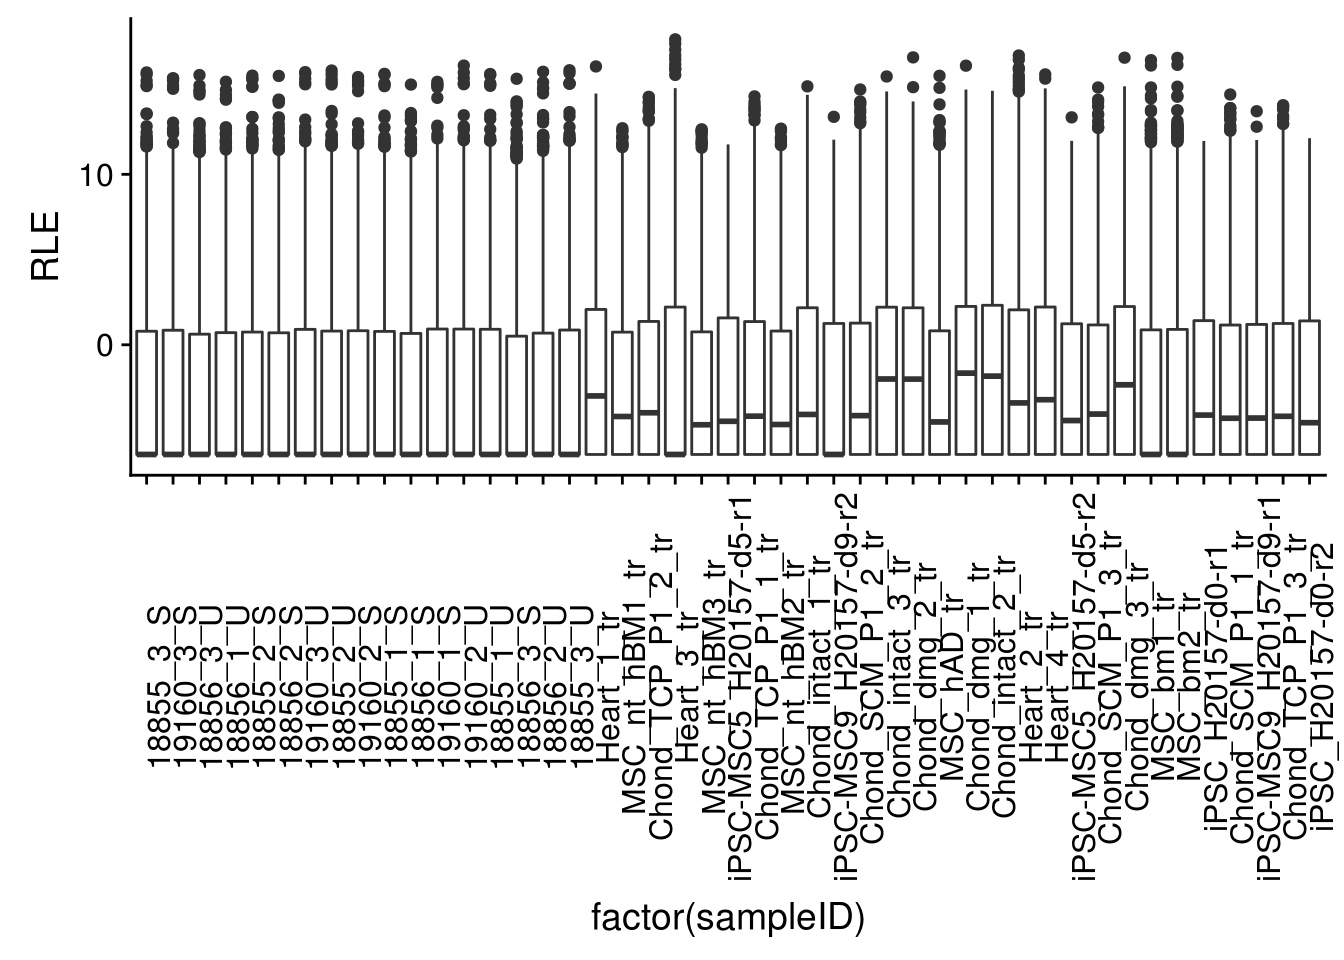 10
0
RLE
18855_3_S
19160_3_S
18856_3_U
18856_1_U
18855_2_S
18856_2_S
19160_3_U
18855_2_U
19160_2_S
18855_1_S
18856_1_S
19160_1_S
19160_2_U
18855_1_U
18856_3_S
18856_2_U
18855_3_U
Heart_1_tr
MSC_nt_hBM1_tr
Chond_TCP_P1_2_tr
Heart_3_tr
MSC_nt_hBM3_tr
iPSC-MSC5_H20157-d5-r1
Chond_TCP_P1_1_tr
MSC_nt_hBM2_tr
Chond_intact_1_tr
iPSC-MSC9_H20157-d9-r2
Chond_SCM_P1_2_tr
Chond_intact_3_tr
Chond_dmg_2_tr
MSC_hAD_tr
Chond_dmg_1_tr
Chond_intact_2_tr
Heart_2_tr
Heart_4_tr
iPSC-MSC5_H20157-d5-r2
Chond_SCM_P1_3_tr
Chond_dmg_3_tr
MSC_bm1_tr
MSC_bm2_tr
iPSC_H20157-d0-r1
Chond_SCM_P1_1_tr
iPSC-MSC9_H20157-d9-r1
Chond_TCP_P1_3_tr
iPSC_H20157-d0-r2
factor(sampleID)